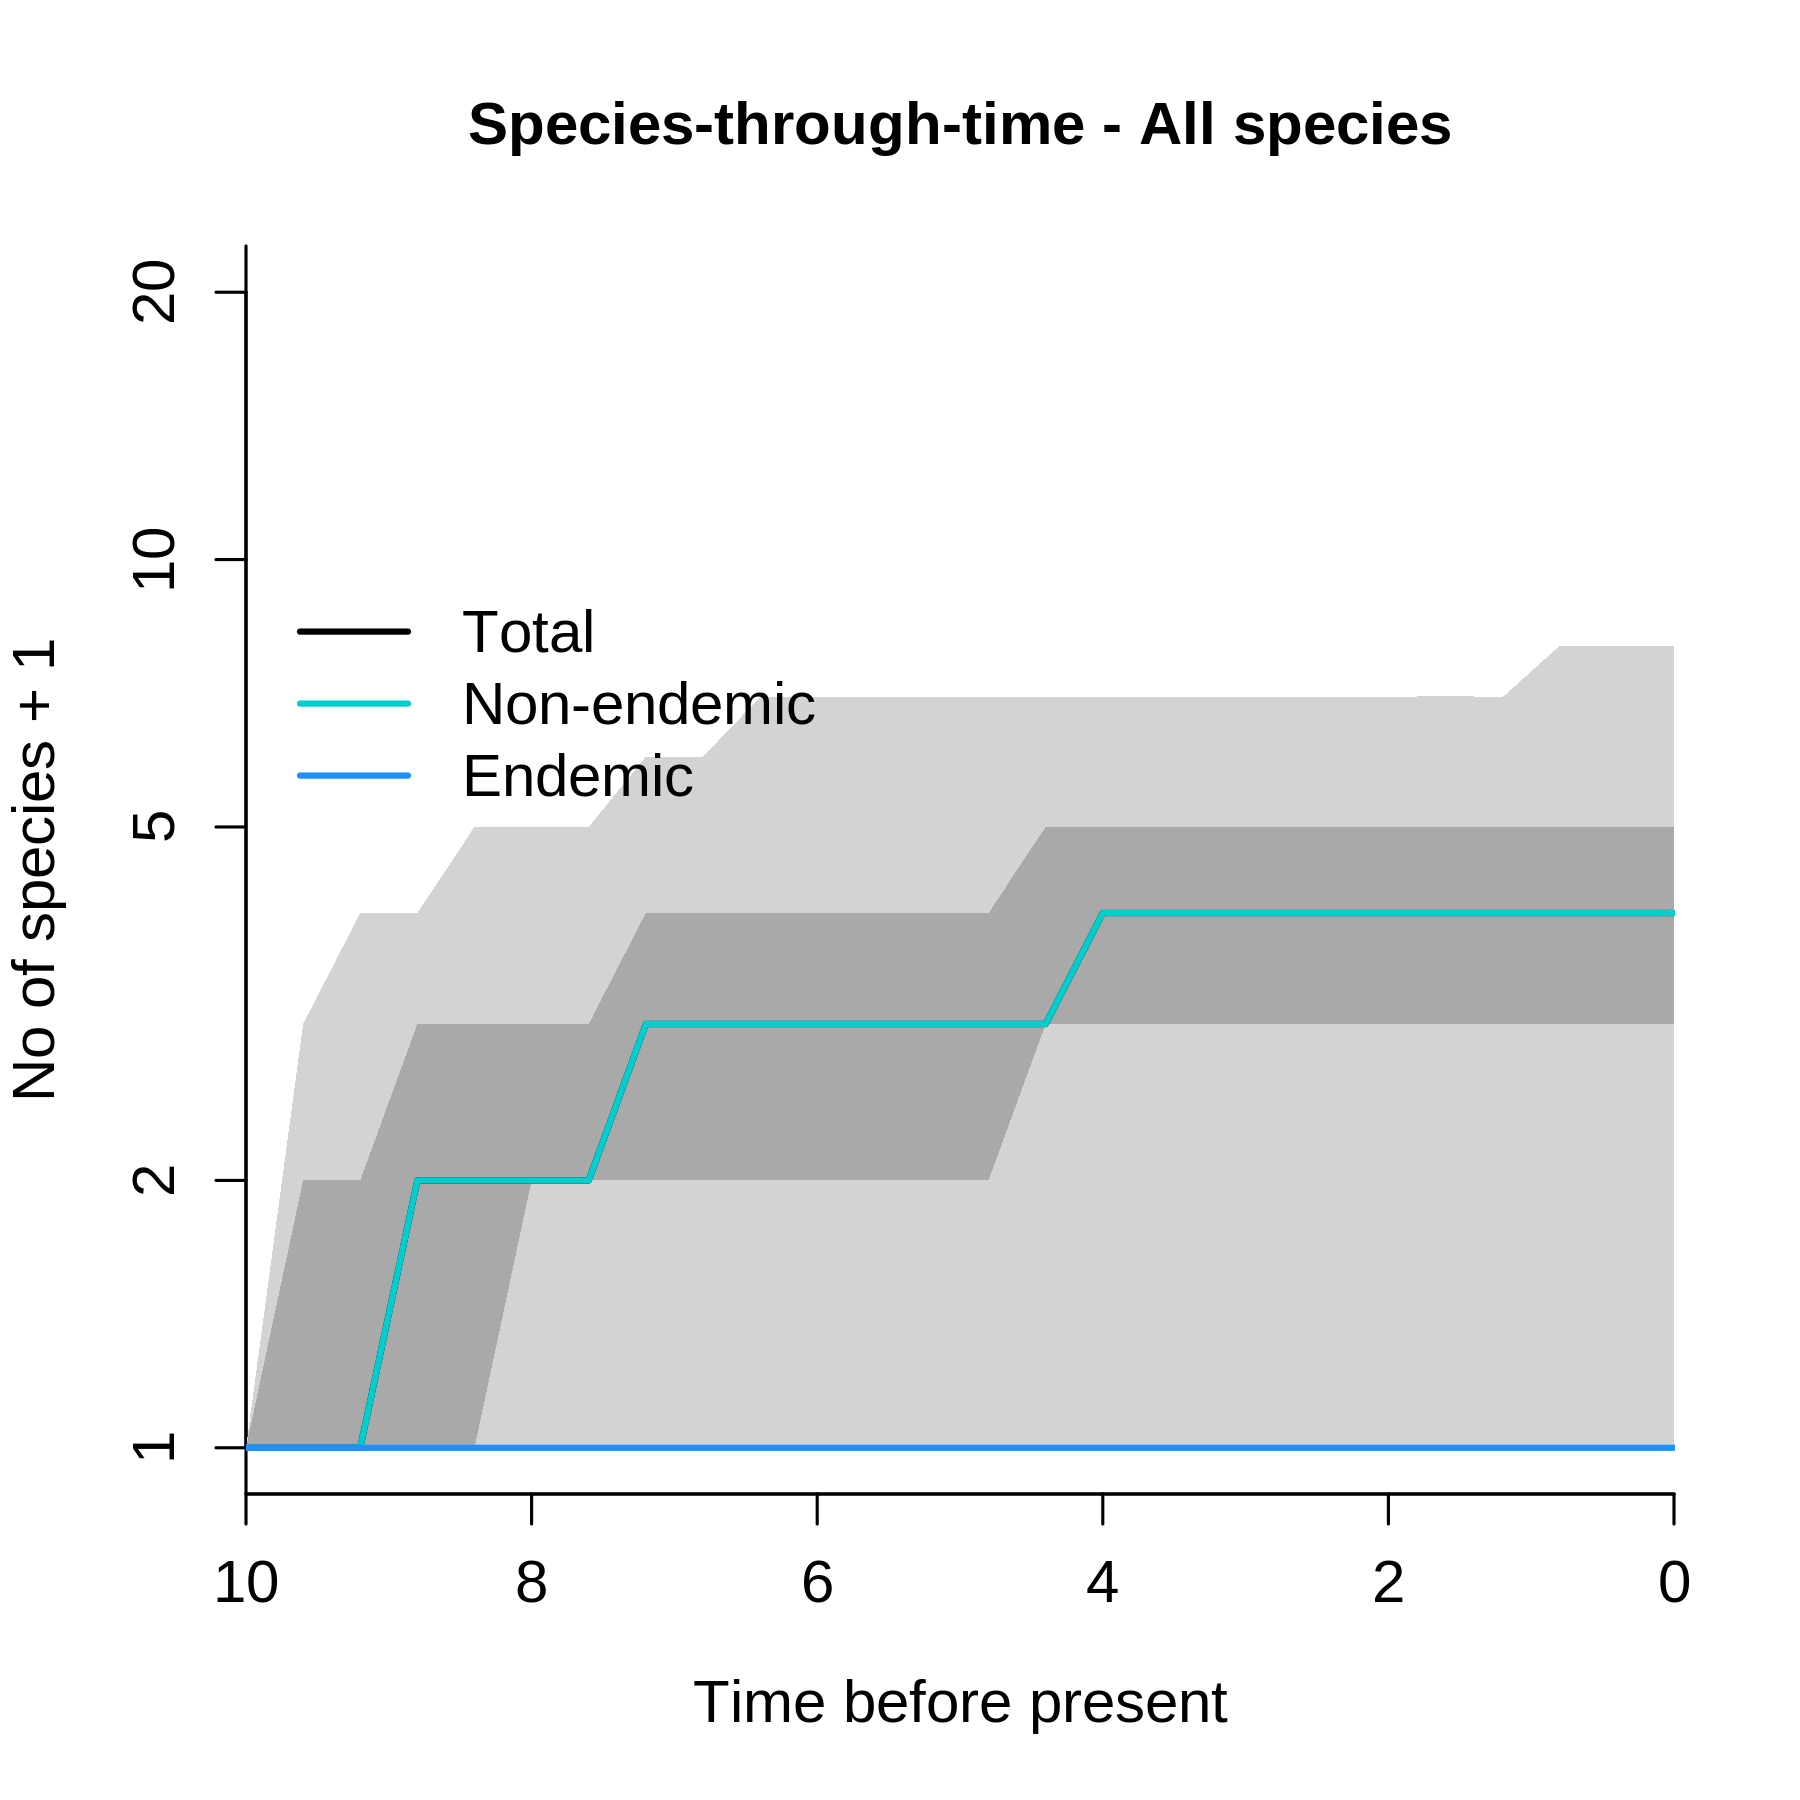 Species-through-time - All species
No of species + 1
20
10
5
2
1
Total
Non-endemic
Endemic
10 8 6 4 2 0
Time before present